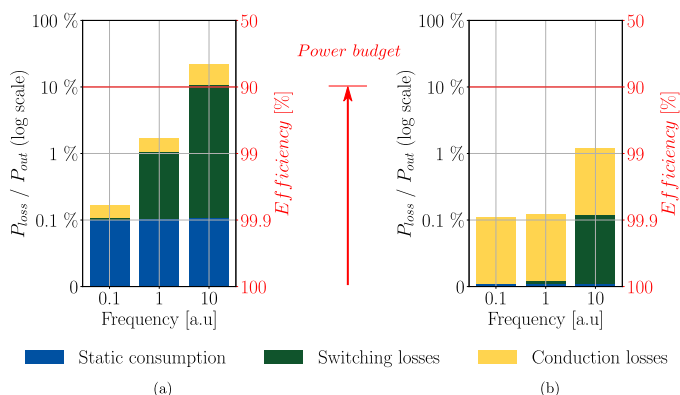 100 %
10 %
1 %
0.1 %
0
P_loss / P_out (log scale)
50
90
99
99.9
100
Efficiency [%]
0.1 1 10
Frequency [a.u]
Power budget
100 %
10 %
1 %
0.1 %
0
P_loss / P_out (log scale)
50
90
99
99.9
100
Efficiency [%]
0.1 1 10
Frequency [a.u]
Static consumption Switching losses Conduction losses
(a) (b)